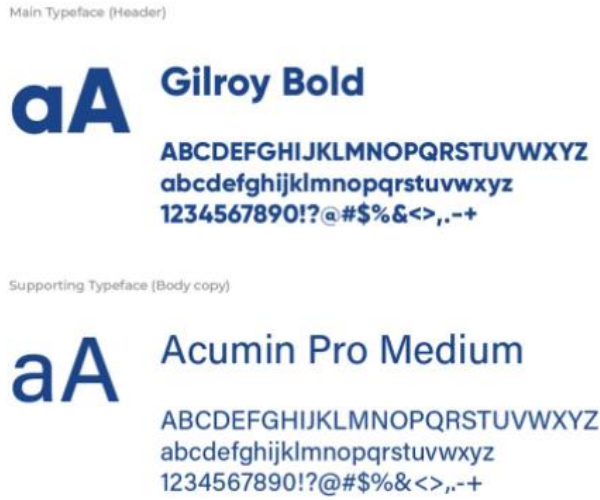 Main Typeface (Header)
aA
Gilroy Bold
ABCDEFGHIJKLMNOPQRSTUVWXYZ
abcdefghijklmnopqrstuvwxyz
1234567890!?@#$%&<>,.-+
Supporting Typeface (Body copy)
aA
Acumin Pro Medium
ABCDEFGHIJKLMNOPQRSTUVWXYZ
abcdefghijklmnopqrstuvwxyz
1234567890!?@#$%&<>,.-+